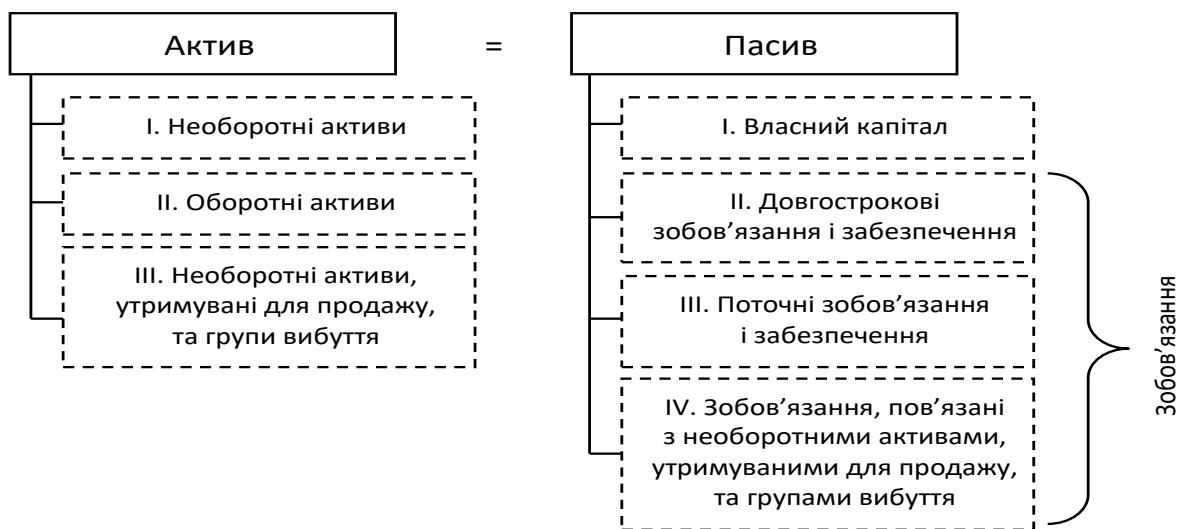 Актив
=
Пасив
I. Необоротні активи
II. Оборотні активи
III. Необоротні активи,
утримувані для продажу,
та групи вибуття
I. Власний капітал
II. Довгострокові
зобов’язання і забезпечення
III. Поточні зобов’язання
і забезпечення
IV. Зобов’язання, пов’язані
з необоротними активами,
утримуваними для продажу,
та групами вибуття
Зобов’язання